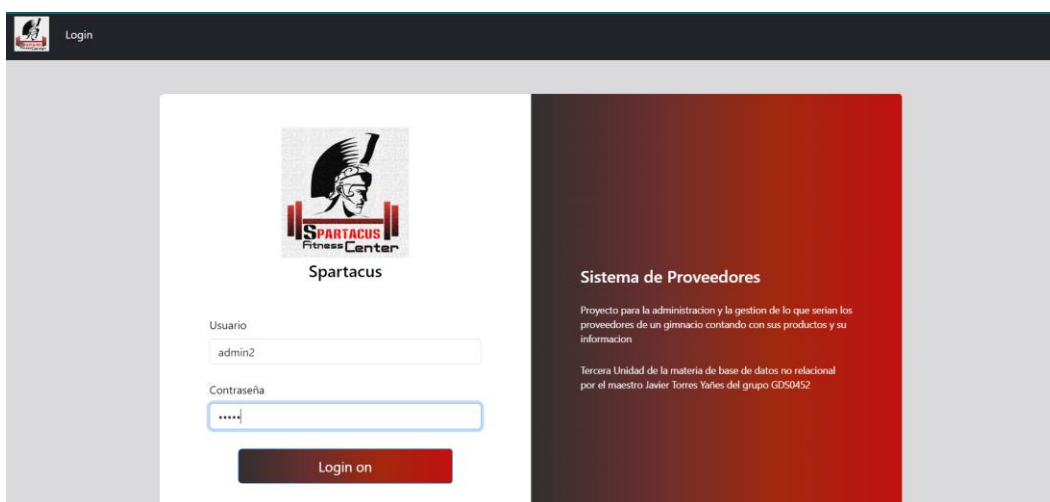 Login
SPARTACUS
Fitness Center
Spartacus
Usuario
admin2
Contraseña
•••••
Login on
Sistema de Proveedores
Proyecto para la administracion y la gestion de lo que serian los
proveedores de un gimnacio contando con sus productos y su
informacion
Tercera Unidad de la materia de base de datos no relacional
por el maestro Javier Torres Yañes del grupo GDS0452